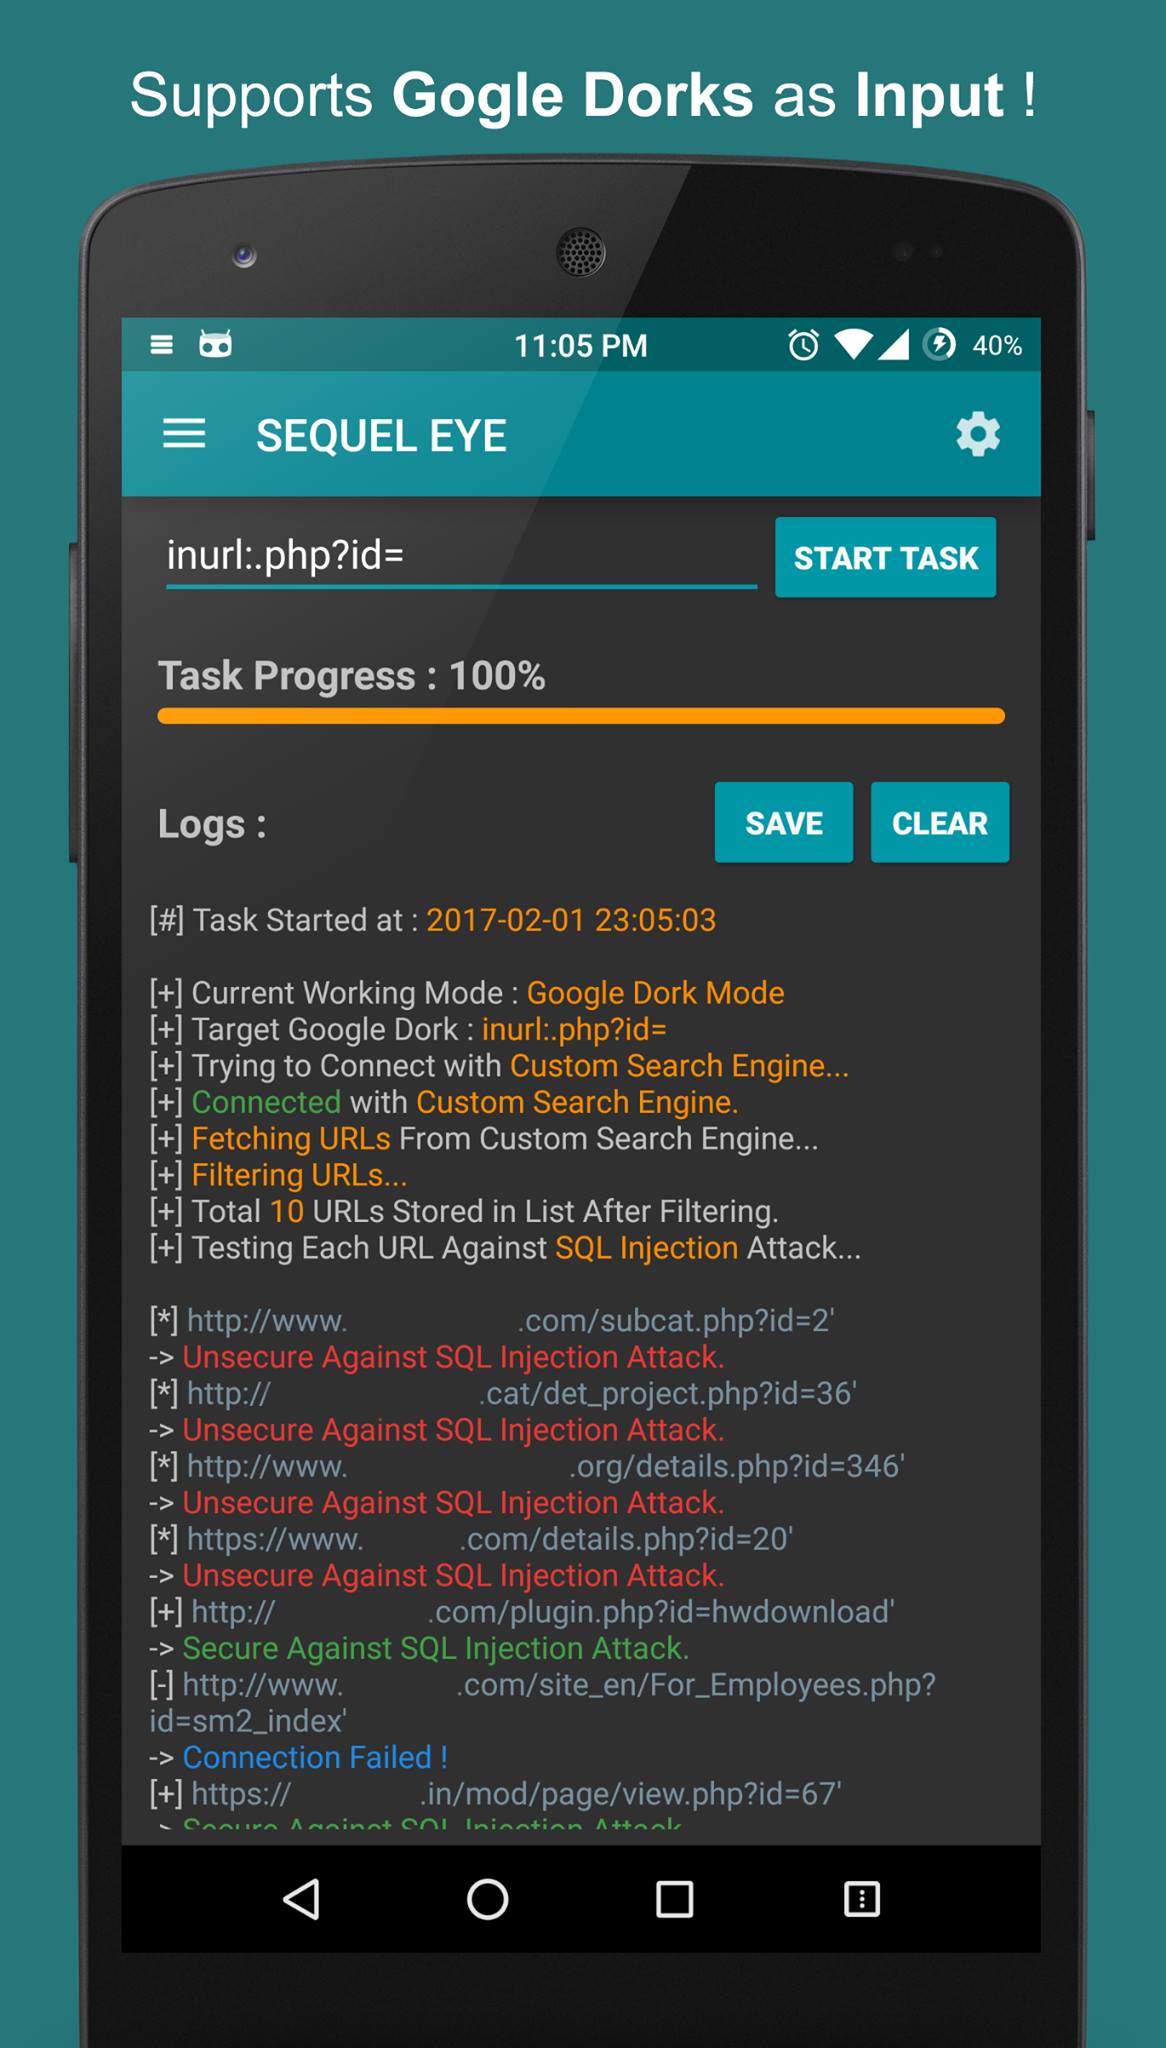 Supports Gogle Dorks as Input !
11:05 PM
40%
SEQUEL EYE
inurl:.php?id=
START TASK
Task Progress : 100%
Logs :
SAVE
CLEAR
[#] Task Started at : 2017-02-01 23:05:03
[+] Current Working Mode : Google Dork Mode
[+] Target Google Dork : inurl:.php?id=
[+] Trying to Connect with Custom Search Engine...
[+] Connected with Custom Search Engine.
[+] Fetching URLs From Custom Search Engine...
[+] Filtering URLs...
[+] Total 10 URLs Stored in List After Filtering.
[+] Testing Each URL Against SQL Injection Attack...
[*] http://www. .com/subcat.php?id=2'
-> Unsecure Against SQL Injection Attack.
[*] http:// .cat/det_project.php?id=36'
-> Unsecure Against SQL Injection Attack.
[*] http://www. .org/details.php?id=346'
-> Unsecure Against SQL Injection Attack.
[*] https://www. .com/details.php?id=20'
-> Unsecure Against SQL Injection Attack.
[+] http:// .com/plugin.php?id=hwdownload'
-> Secure Against SQL Injection Attack.
[-] http://www. .com/site_en/For_Employees.php?
id=sm2_index'
-> Connection Failed !
[+] https:// .in/mod/page/view.php?id=67'
-> Secure Against SQL Injection Attack.